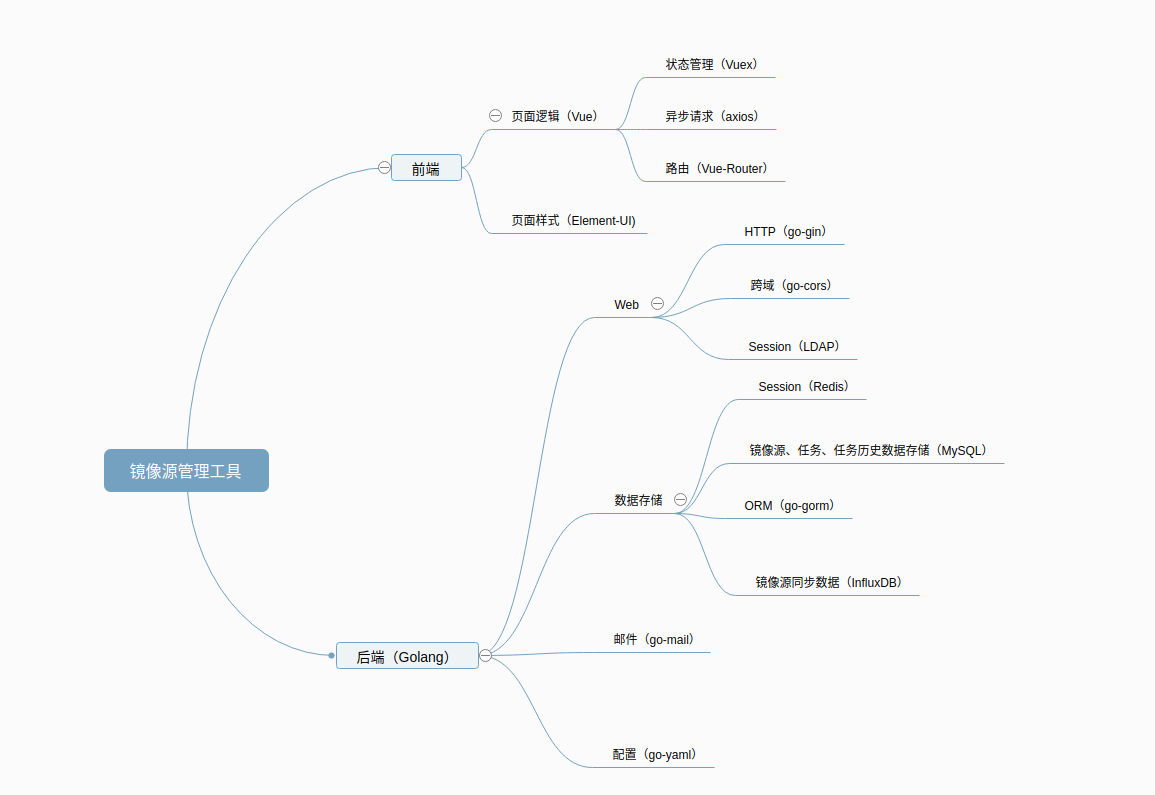 状态管理（Vuex）
异步请求（axios）
页面逻辑（Vue）
路由（Vue-Router）
前端
页面样式（Element-UI)
HTTP（go-gin）
跨域（go-cors）
Web
Session（LDAP）
Session（Redis）
镜像源、任务、任务历史数据存储（MySQL）
镜像源管理工具
数据存储
ORM（go-gorm）
镜像源同步数据（InfluxDB）
邮件（go-mail）
后端（Golang）
配置（go-yaml）